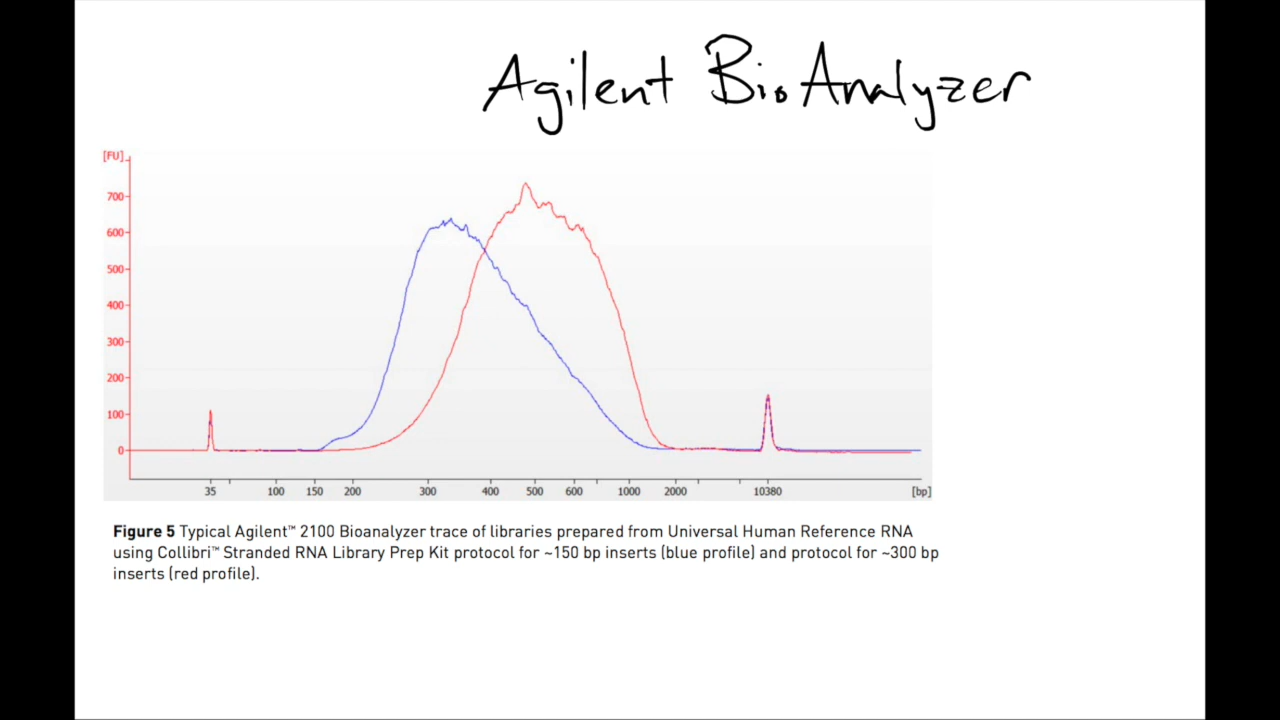 Agilent BioAnalyzer
[FU]
700
600
500
400
300
200
100
0
35 100 150 200 300 400 500 600 1000 2000 10380 [bp]
Figure 5 Typical Agilent™ 2100 Bioanalyzer trace of libraries prepared from Universal Human Reference RNA
using Collibri™ Stranded RNA Library Prep Kit protocol for ~150 bp inserts (blue profile) and protocol for ~300 bp
inserts (red profile).